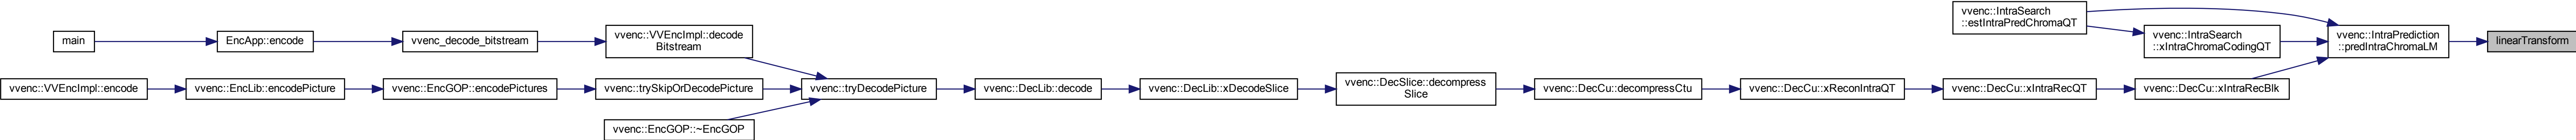 main
EncApp::encode
vvenc_decode_bitstream
vvenc::VVEncImpl::decode
Bitstream
vvenc::VVEncImpl::encode
vvenc::EncLib::encodePicture
vvenc::EncGOP::encodePictures
vvenc::trySkipOrDecodePicture
vvenc::EncGOP::~EncGOP
vvenc::tryDecodePicture
vvenc::DecLib::decode
vvenc::DecLib::xDecodeSlice
vvenc::DecSlice::decompress
Slice
vvenc::DecCu::decompressCtu
vvenc::DecCu::xReconIntraQT
vvenc::DecCu::xIntraRecQT
vvenc::DecCu::xIntraRecBlk
vvenc::IntraSearch
::estIntraPredChromaQT
vvenc::IntraSearch
::xIntraChromaCodingQT
vvenc::IntraPrediction
::predIntraChromaLM
linearTransform